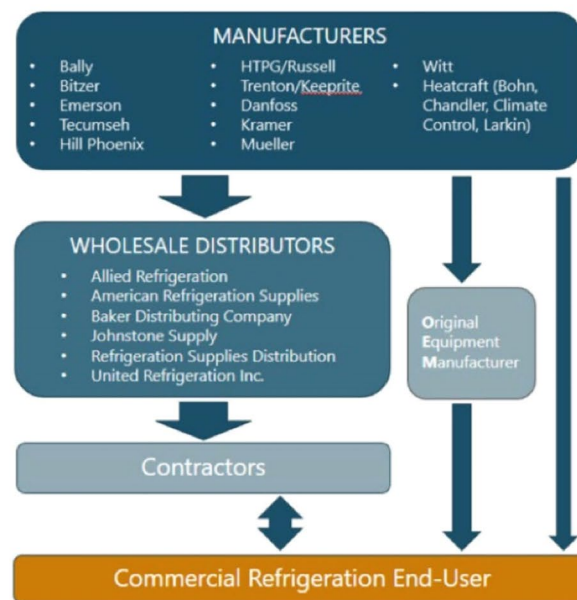 MANUFACTURERS
• Bally
• Bitzer
• Emerson
• Tecumseh
• Hill Phoenix
• HTPG/Russell
• Trenton/Keeprite
• Danfoss
• Kramer
• Mueller
• Witt
• Heatcraft (Bohn,
Chandler, Climate
Control, Larkin)
WHOLESALE DISTRIBUTORS
• Allied Refrigeration
• American Refrigeration Supplies
• Baker Distributing Company
• Johnstone Supply
• Refrigeration Supplies Distribution
• United Refrigeration Inc.
Original
Equipment
Manufacturer
Contractors
Commercial Refrigeration End-User